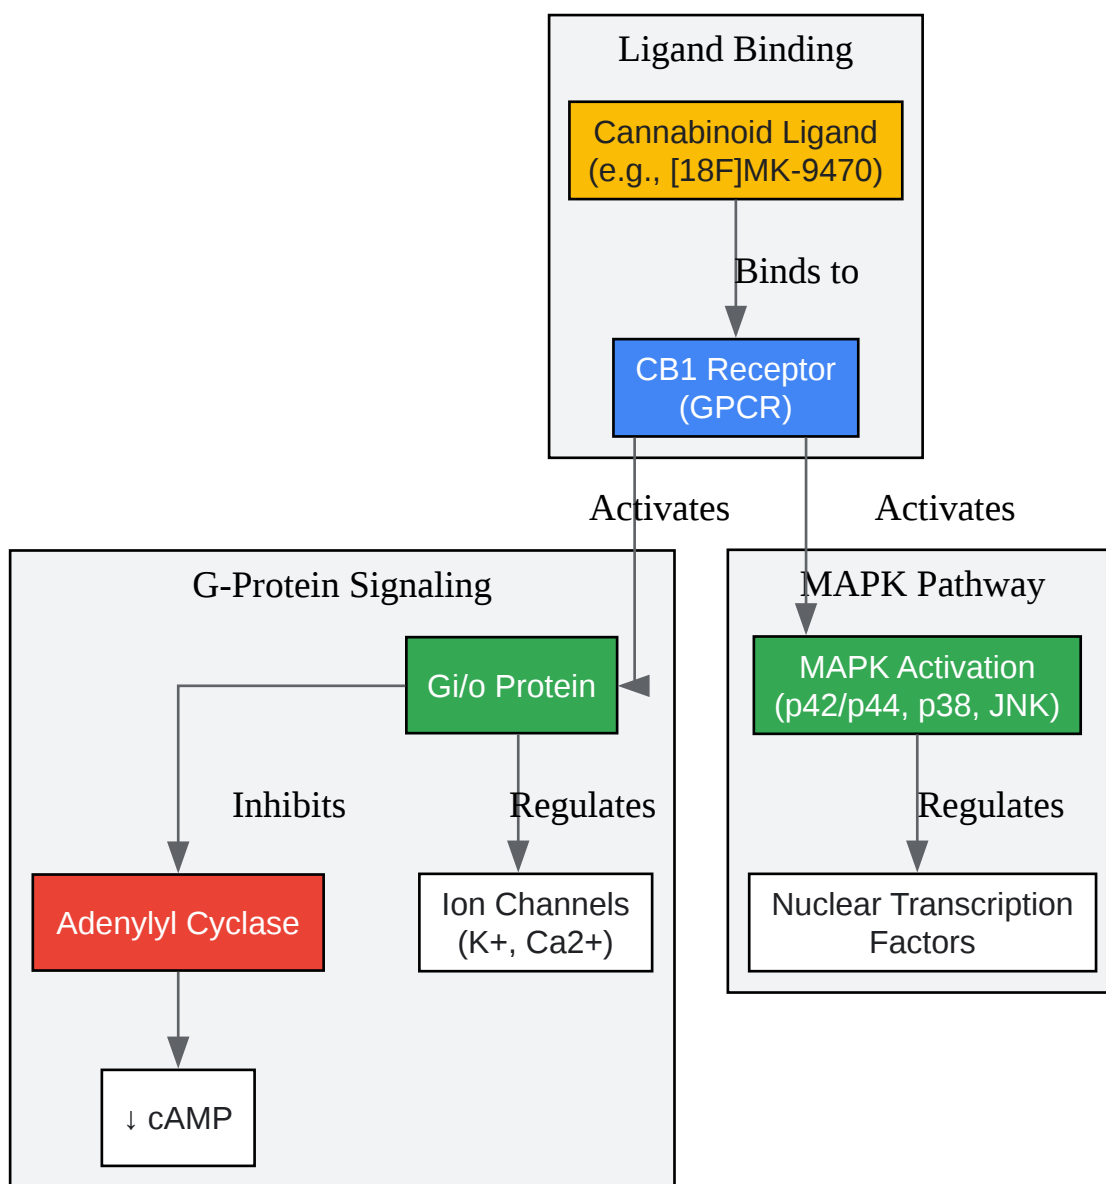 Ligand Binding
Cannabinoid Ligand
(e.g., [18F]MK-9470)
Binds to
CB1 Receptor
(GPCR)
Activates
Activates
G-Protein Signaling
MAPK Pathway
Gi/o Protein
MAPK Activation
(p42/p44, p38, JNK)
Inhibits
Regulates
Regulates
Adenylyl Cyclase
Ion Channels
(K+, Ca2+)
Nuclear Transcription
Factors
↓ cAMP